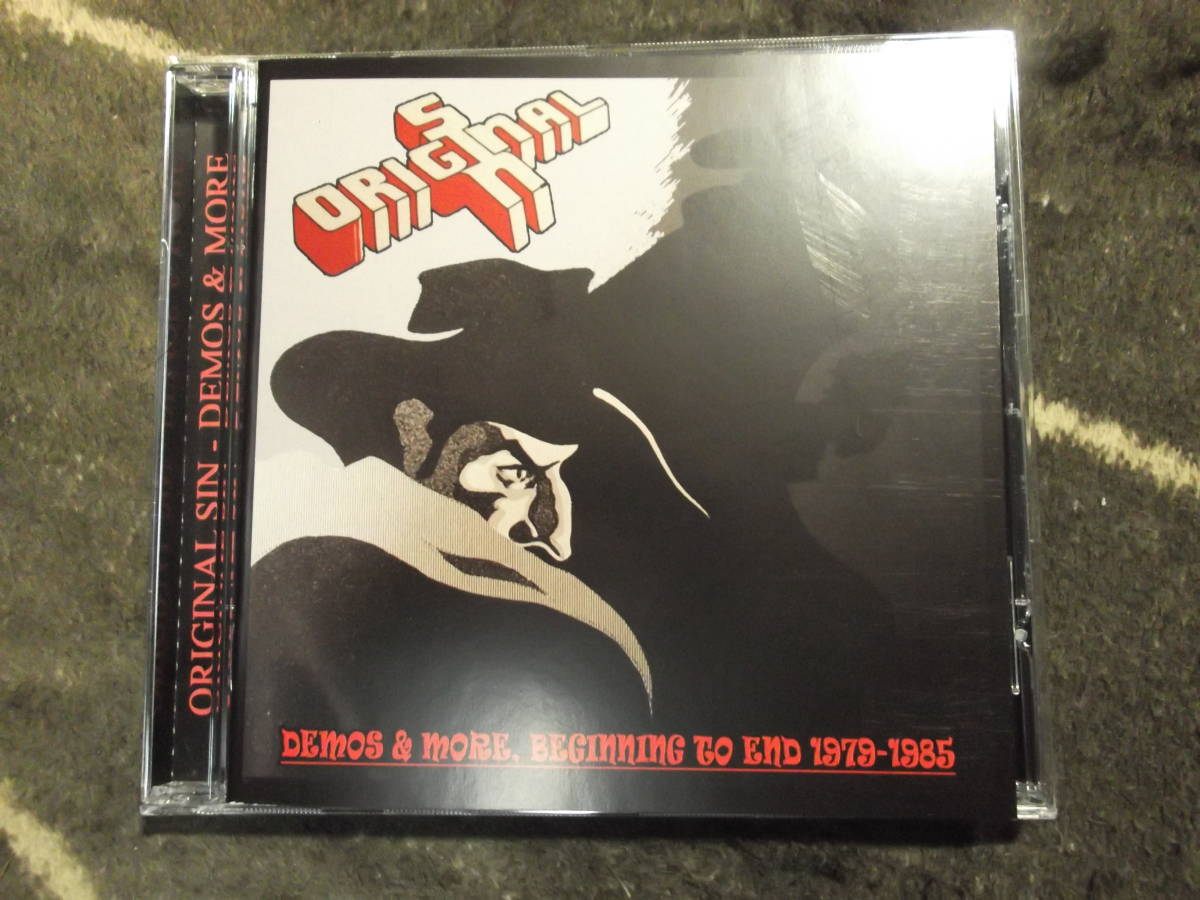 ORIGINAL
SIN
DEMOS & MORE, BEGINNING TO END 1979-1985
ORIGINAL SIN - DEMOS & MORE